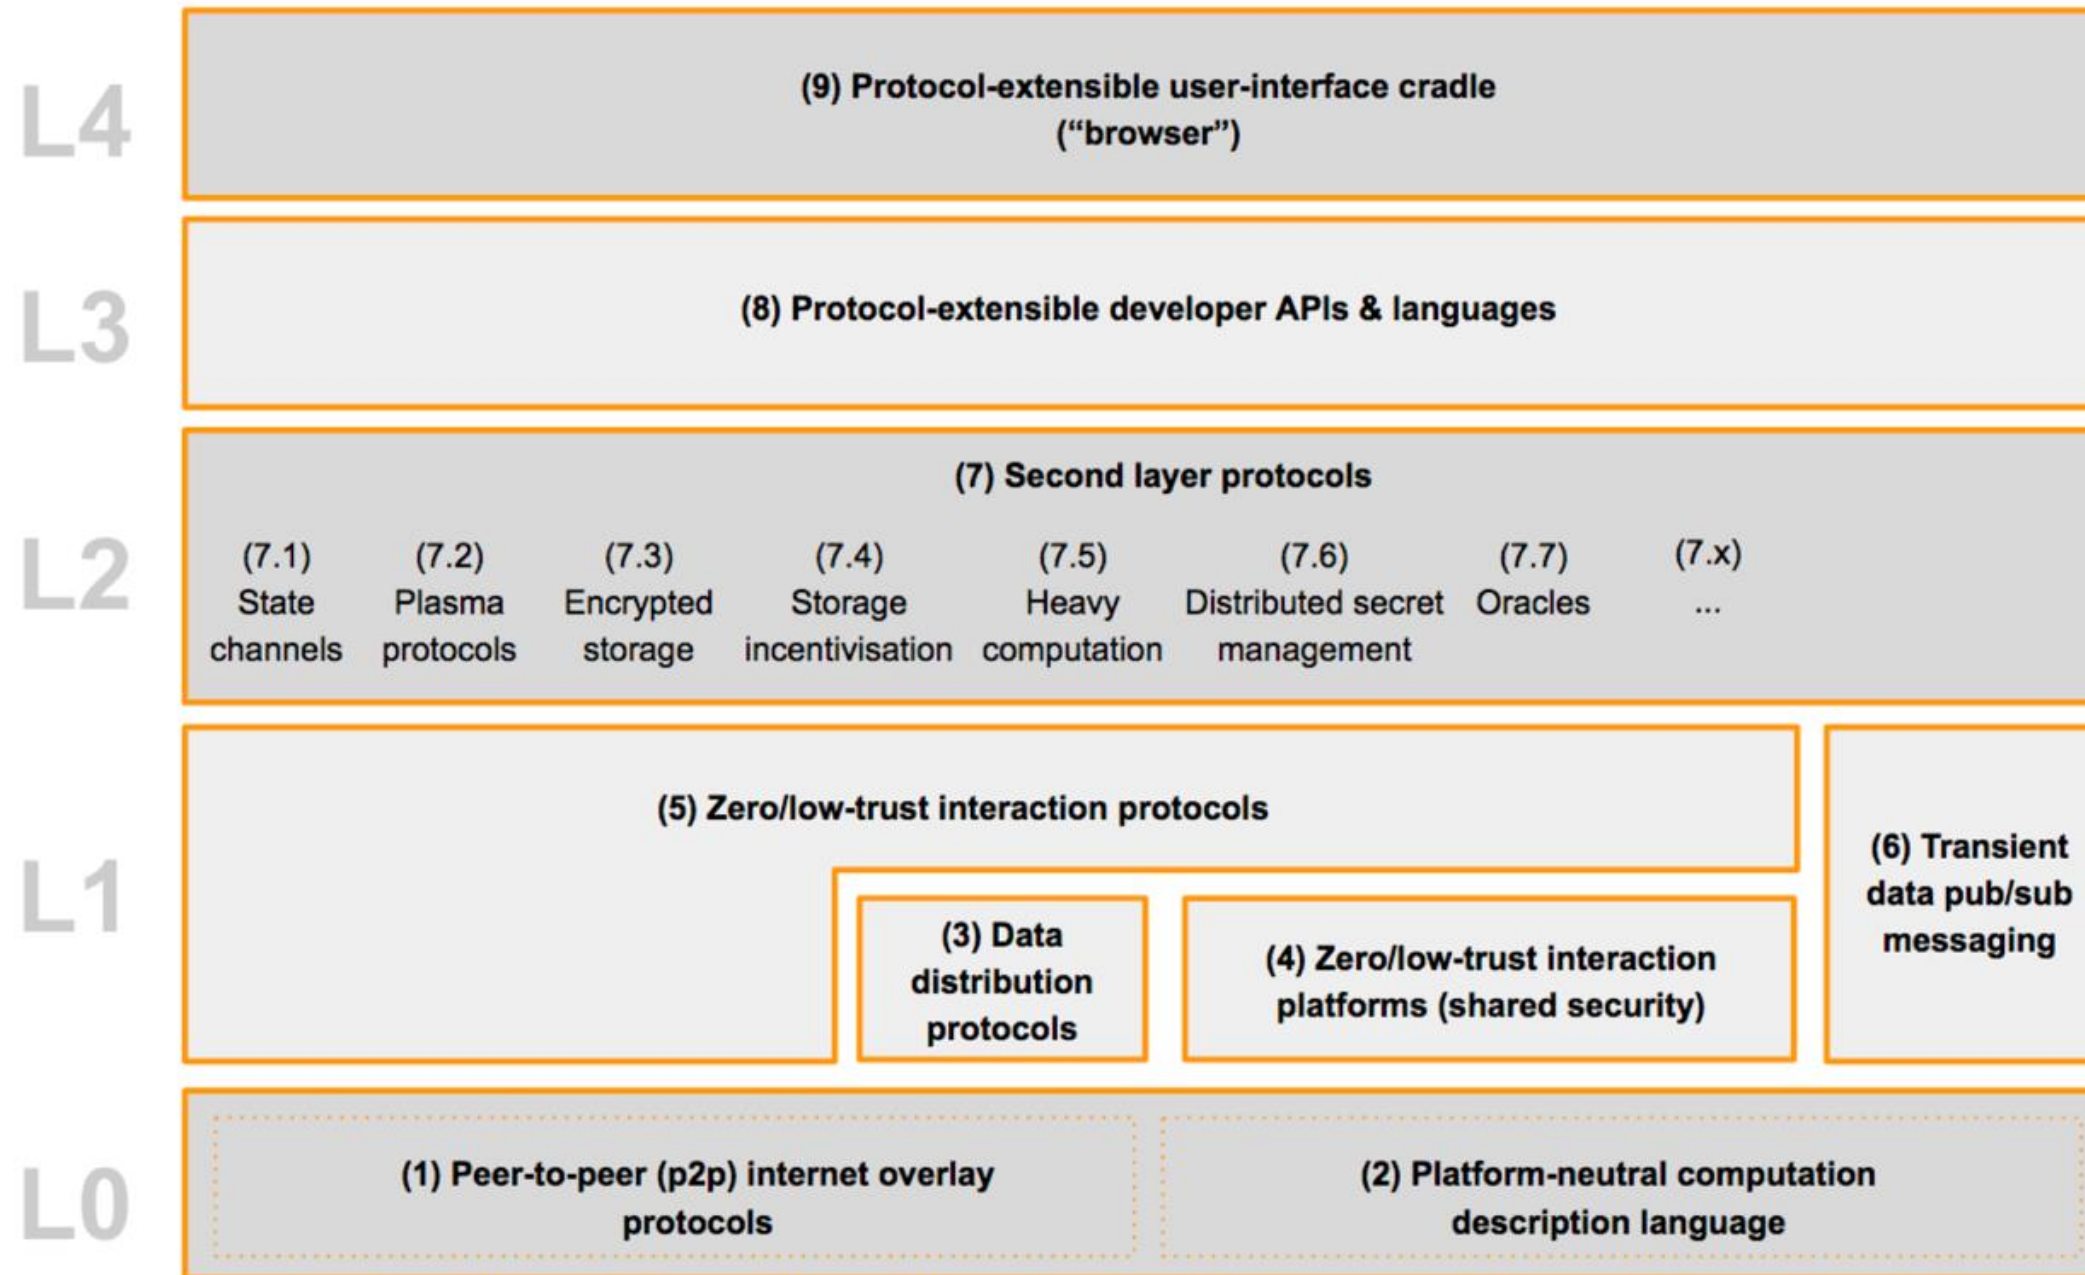 L4
(9) Protocol-extensible user-interface cradle
(“browser”)
L3
(8) Protocol-extensible developer APIs & languages
L2
(7) Second layer protocols
(7.1) (7.2) (7.3) (7.4) (7.5) (7.6) (7.7) (7.x)
State Plasma Encrypted Storage Heavy Distributed secret Oracles ...
channels protocols storage incentivisation computation management
L1
(5) Zero/low-trust interaction protocols
(3) Data
distribution
protocols
(4) Zero/low-trust interaction
platforms (shared security)
(6) Transient
data pub/sub
messaging
L0
(1) Peer-to-peer (p2p) internet overlay
protocols
(2) Platform-neutral computation
description language